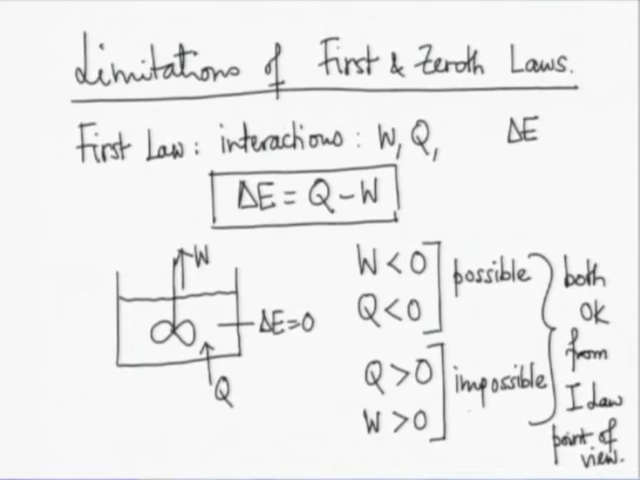 Limitations of First & Zeroth Laws.
First Law: interactions: W, Q, ΔE
ΔE = Q - W
W
ΔE=0
Q
W < 0
Q < 0
possible
Q > 0
W > 0
impossible
both
OK
from
I Law
point of
view.